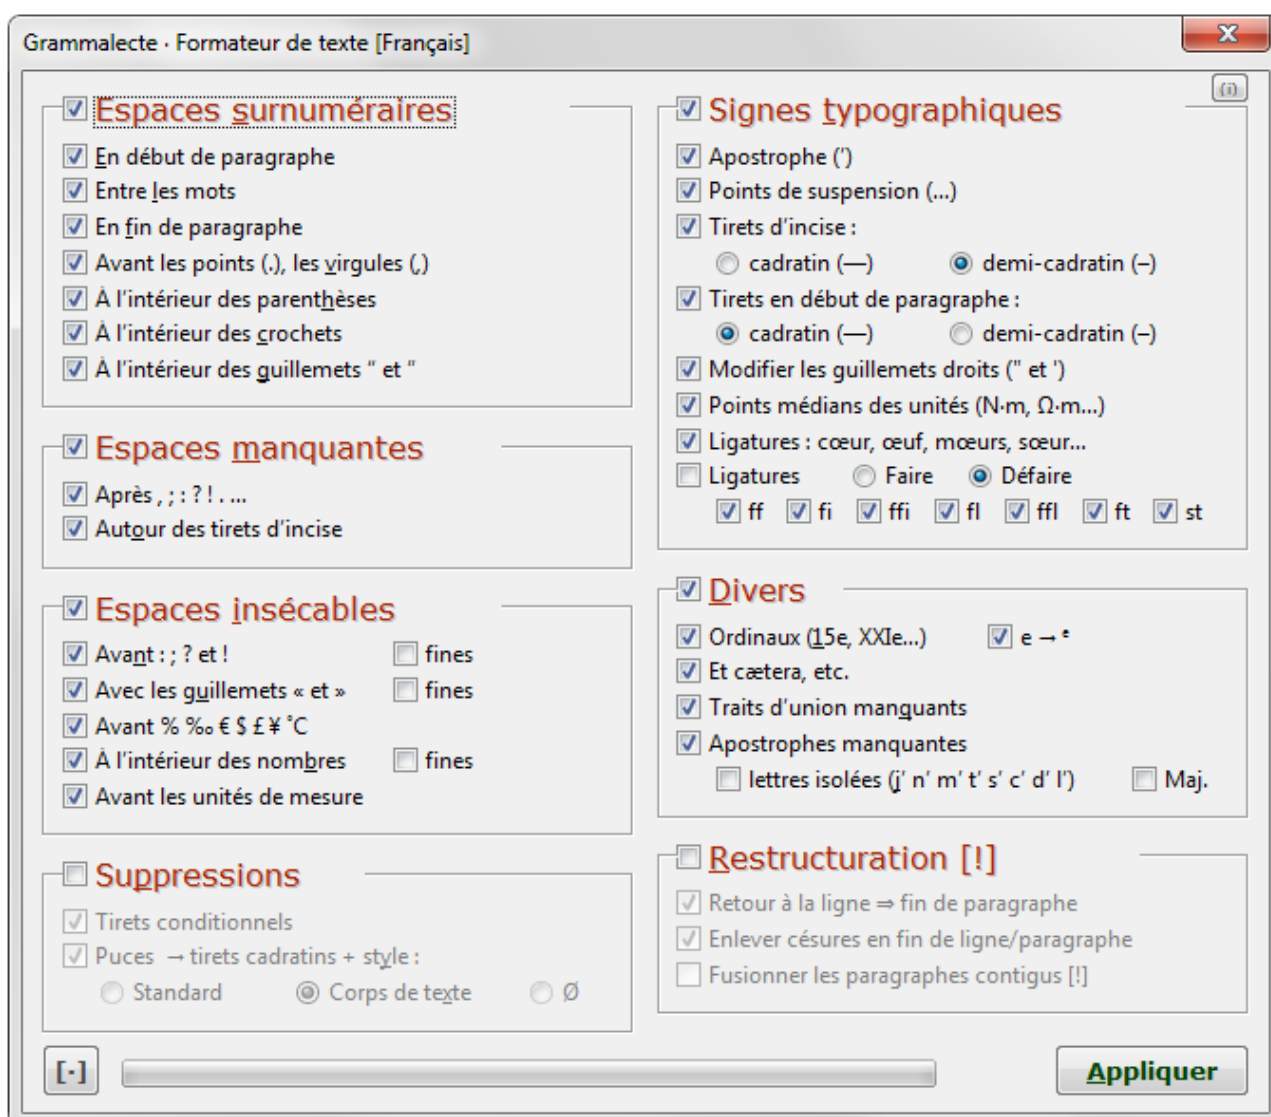 Grammalecte · Formateur de texte [Français]
Espaces surnuméraires
En début de paragraphe
Entre les mots
En fin de paragraphe
Avant les points (.), les virgules (,)
À l’intérieur des parenthèses
À l’intérieur des crochets
À l’intérieur des guillemets “ et ”
Espaces manquantes
Après , ; : ? ! . …
Autour des tirets d’incise
Espaces insécables
Avant : ; ? et ! fines
Avec les guillemets « et » fines
Avant % ‰ € $ £ ¥ °C
À l’intérieur des nombres fines
Avant les unités de mesure
Suppressions
Tirets conditionnels
Puces → tirets cadratins + style :
Standard Corps de texte Ø
[·]
(i)
Signes typographiques
Apostrophe (’)
Points de suspension (…)
Tirets d’incise :
cadratin (—) demi-cadratin (–)
Tirets en début de paragraphe :
cadratin (—) demi-cadratin (–)
Modifier les guillemets droits (" et ')
Points médians des unités (N·m, Ω·m…)
Ligatures : cœur, œuf, mœurs, sœur…
Ligatures Faire Défaire
ff fi ffi fl ffl ft st
Divers
Ordinaux (15e, XXIe…) e → ᵉ
Et cætera, etc.
Traits d’union manquants
Apostrophes manquantes
lettres isolées (j’ n’ m’ t’ s’ c’ d’ l’) Maj.
Restructuration [!]
Retour à la ligne ⇒ fin de paragraphe
Enlever césures en fin de ligne/paragraphe
Fusionner les paragraphes contigus [!]
Appliquer